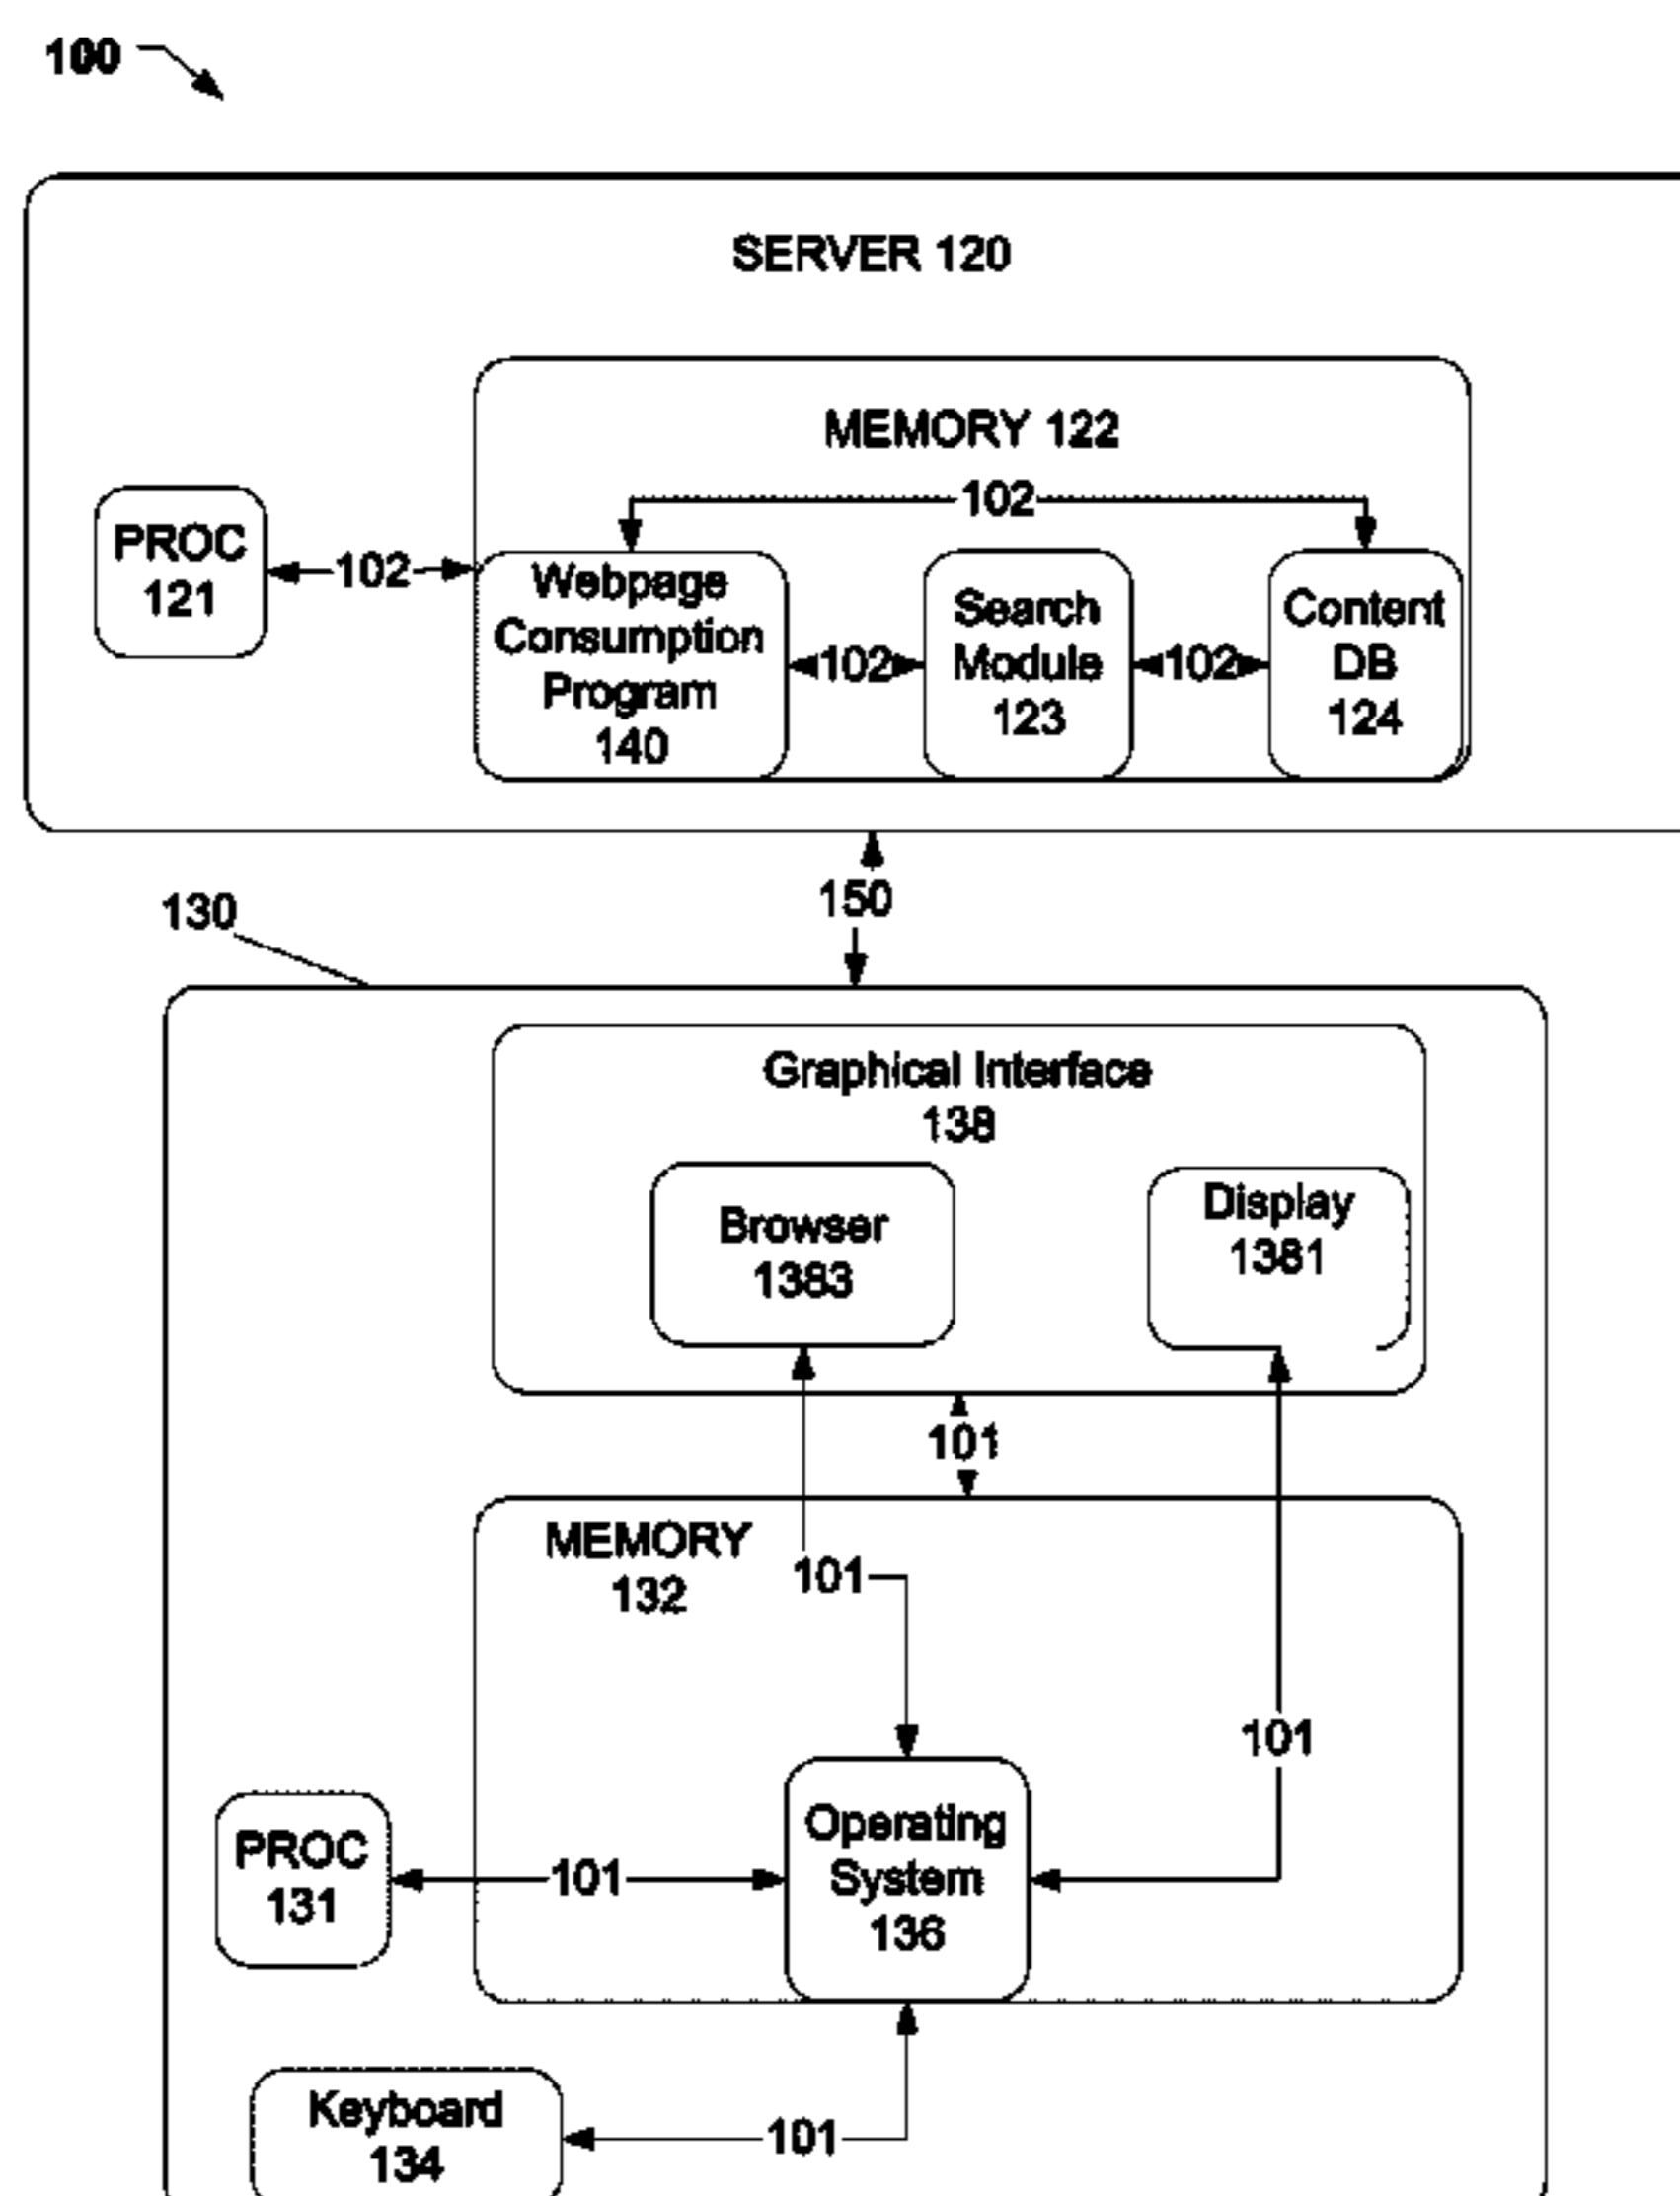 100
SERVER 120
MEMORY 122
102
PROC
121
102
Webpage
Consumption
Program
140
102
Search
Module
123
102
Content
DB
124
150
130
Graphical Interface
138
Browser
1383
Display
1381
101
MEMORY
132
101
101
PROC
131
101
Operating
System
136
Keyboard
134
101